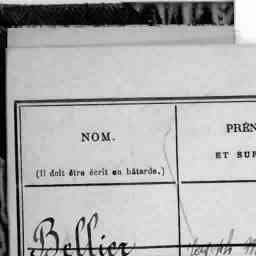 NOM.
PRÉN
(Il doit être écrit en bâtarde.)
ET SUR
Bellier